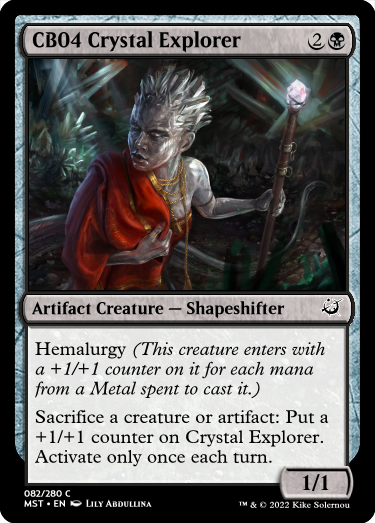 CB04 Crystal Explorer 2
Artifact Creature — Shapeshifter
Hemalurgy (This creature enters with
a +1/+1 counter on it for each mana
from a Metal spent to cast it.)
Sacrifice a creature or artifact: Put a
+1/+1 counter on Crystal Explorer.
Activate only once each turn.
1/1
082/280 C
MST • EN Lily Abdullina
™ & © 2022 Kike Solernou